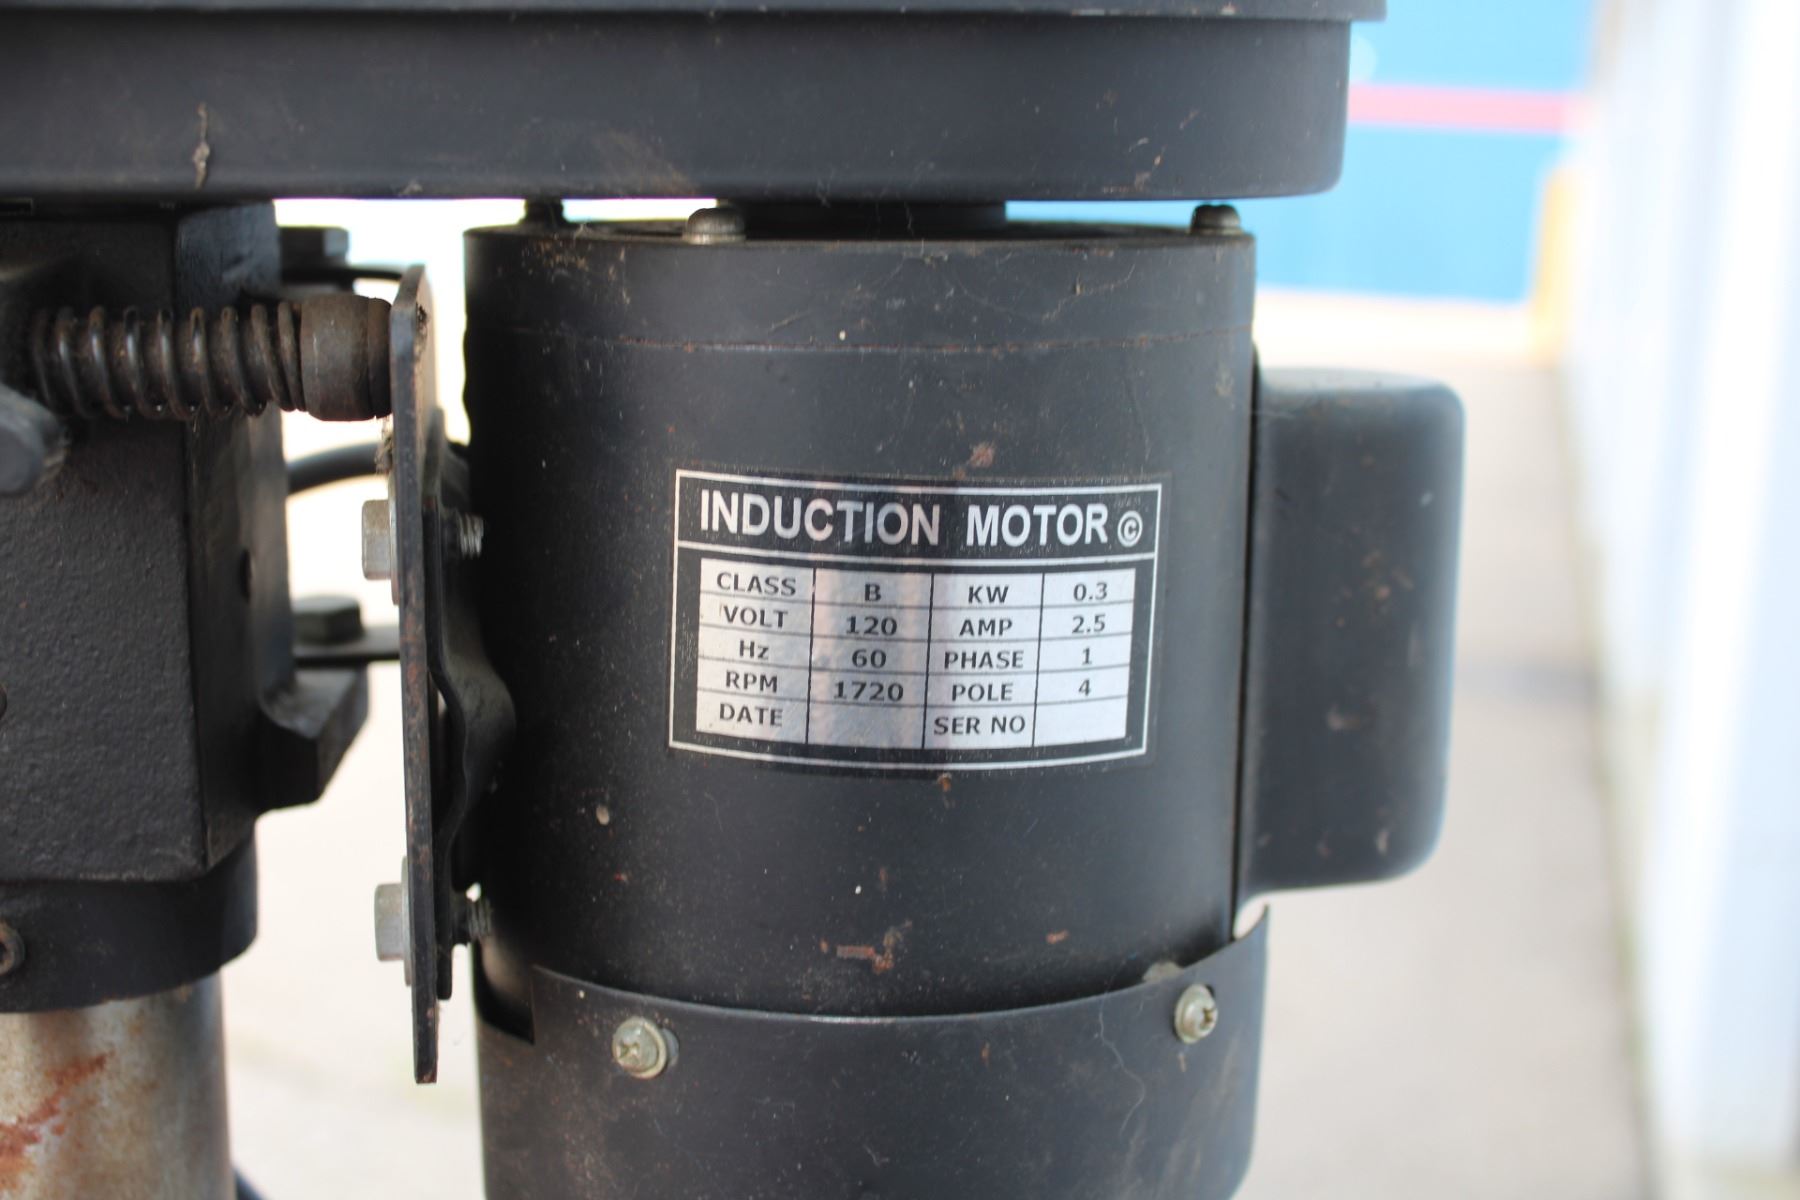 INDUCTION MOTOR ©
CLASS B KW 0.3
VOLT 120 AMP 2.5
Hz 60 PHASE 1
RPM 1720 POLE 4
DATE SER NO